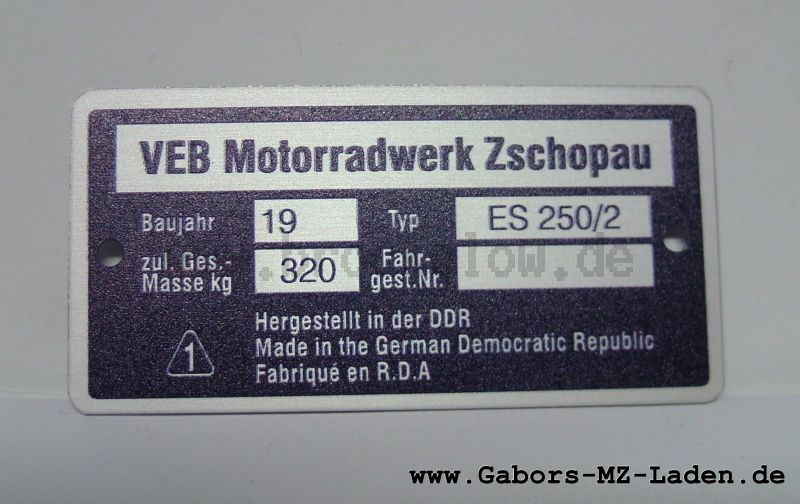 VEB Motorradwerk Zschopau
Baujahr 19 Typ ES 250/2
zul. Ges.- Masse kg 320 Fahr- gest.Nr.
1
Hergestellt in der DDR
Made in the German Democratic Republic
Fabriqué en R.D.A
www.Gabors-MZ-Laden.de